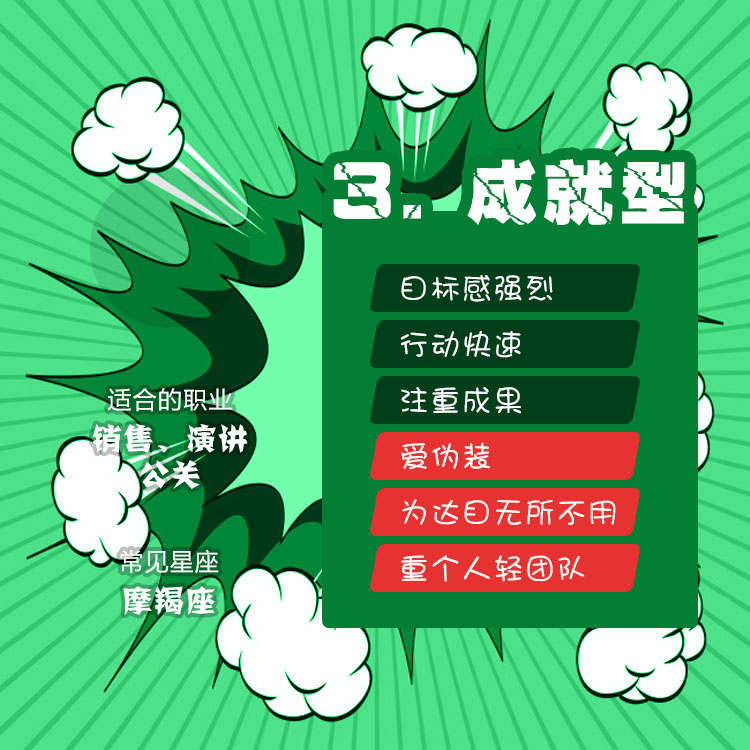 3. 成就型
目标感强烈
行动快速
注重成果
爱伪装
为达目无所不用
重个人轻团队
适合的职业
销售、演讲
公关
常见星座
摩羯座